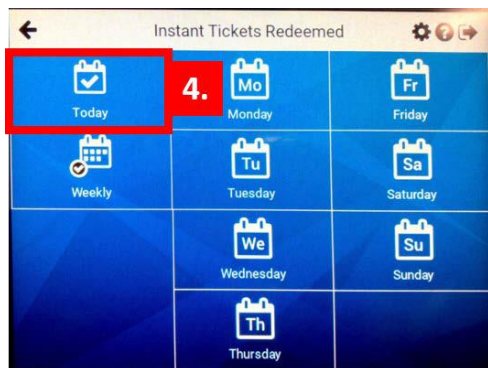 Instant Tickets Redeemed
?
Today
4.
Mo
Monday
Fr
Friday
Weekly
Tu
Tuesday
Sa
Saturday
We
Wednesday
Su
Sunday
Th
Thursday